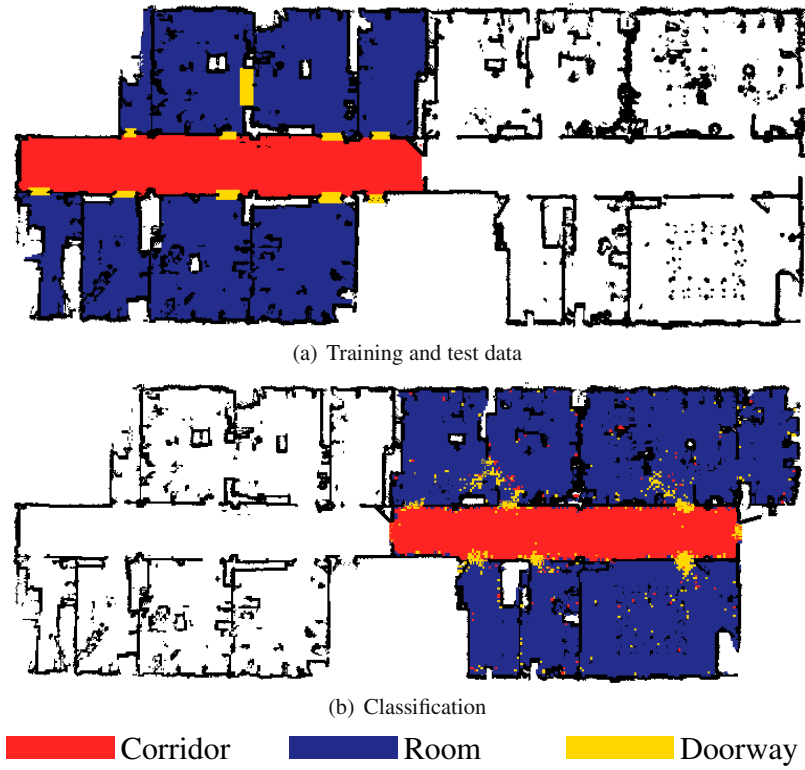 (a) Training and test data
(b) Classification
Corridor Room Doorway